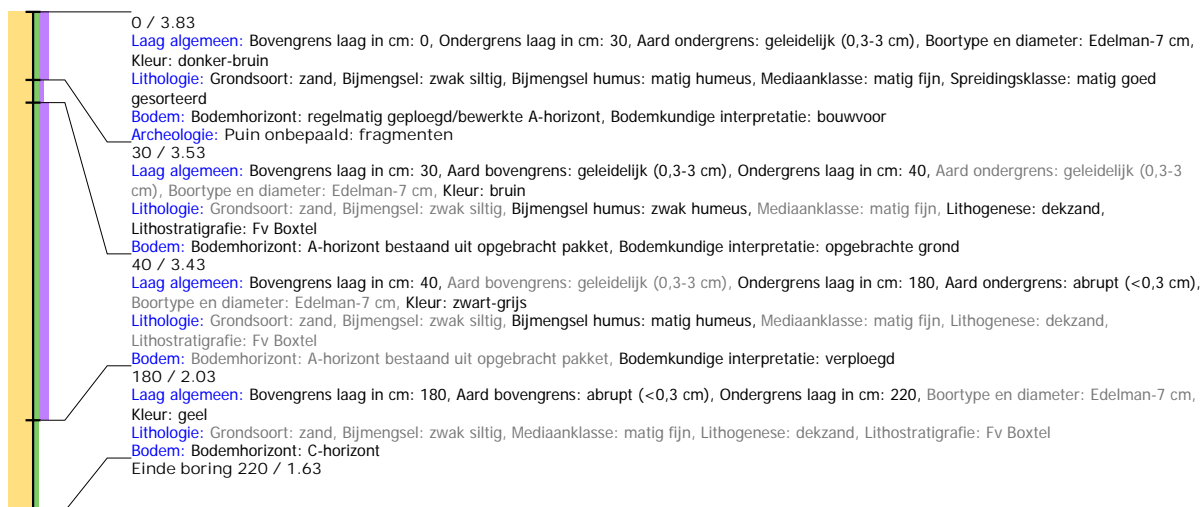 0 / 3.83
Laag algemeen: Bovengrens laag in cm: 0, Ondergrens laag in cm: 30, Aard ondergrens: geleidelijk (0,3-3 cm), Boortype en diameter: Edelman-7 cm,
Kleur: donker-bruin
Lithologie: Grondsoort: zand, Bijmengsel: zwak siltig, Bijmengsel humus: matig humeus, Mediaanklasse: matig fijn, Spreidingsklasse: matig goed
gesorteerd
Bodem: Bodemhorizont: regelmatig geploegd/bewerkte A-horizont, Bodemkundige interpretatie: bouwvoor
Archeologie: Puin onbepaald: fragmenten
30 / 3.53
Laag algemeen: Bovengrens laag in cm: 30, Aard bovengrens: geleidelijk (0,3-3 cm), Ondergrens laag in cm: 40, Aard ondergrens: geleidelijk (0,3-3
cm), Boortype en diameter: Edelman-7 cm, Kleur: bruin
Lithologie: Grondsoort: zand, Bijmengsel: zwak siltig, Bijmengsel humus: zwak humeus, Mediaanklasse: matig fijn, Lithogenese: dekzand,
Lithostratigrafie: Fv Boxtel
Bodem: Bodemhorizont: A-horizont bestaand uit opgebracht pakket, Bodemkundige interpretatie: opgebrachte grond
40 / 3.43
Laag algemeen: Bovengrens laag in cm: 40, Aard bovengrens: geleidelijk (0,3-3 cm), Ondergrens laag in cm: 180, Aard ondergrens: abrupt (<0,3 cm),
Boortype en diameter: Edelman-7 cm, Kleur: zwart-grijs
Lithologie: Grondsoort: zand, Bijmengsel: zwak siltig, Bijmengsel humus: matig humeus, Mediaanklasse: matig fijn, Lithogenese: dekzand,
Lithostratigrafie: Fv Boxtel
Bodem: Bodemhorizont: A-horizont bestaand uit opgebracht pakket, Bodemkundige interpretatie: verploegd
180 / 2.03
Laag algemeen: Bovengrens laag in cm: 180, Aard bovengrens: abrupt (<0,3 cm), Ondergrens laag in cm: 220, Boortype en diameter: Edelman-7 cm,
Kleur: geel
Lithologie: Grondsoort: zand, Bijmengsel: zwak siltig, Mediaanklasse: matig fijn, Lithogenese: dekzand, Lithostratigrafie: Fv Boxtel
Bodem: Bodemhorizont: C-horizont
Einde boring 220 / 1.63